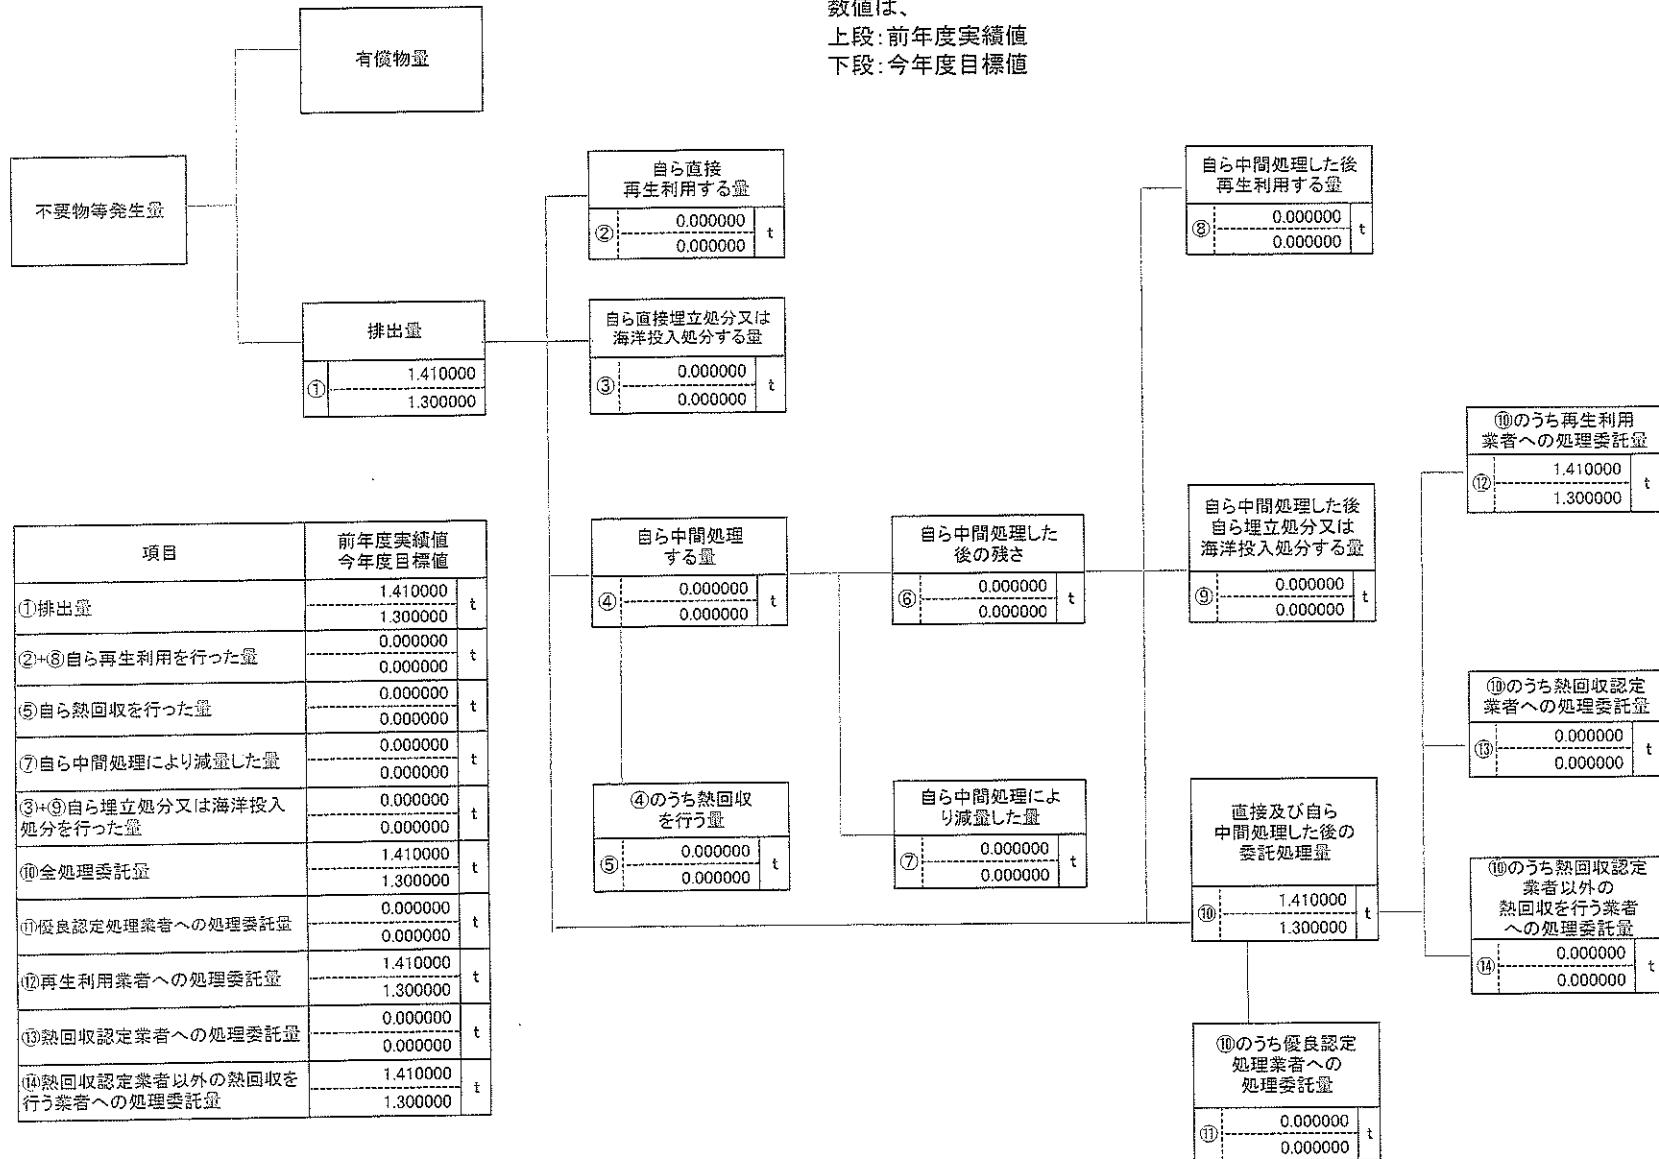 数値は、
上段:前年度実績値
下段:今年度目標値
有償物量
不要物等発生量
排出量
① 1.410000
1.300000
自ら直接
再生利用する量
② 0.000000 t
0.000000
自ら直接埋立処分又は
海洋投入処分する量
③ 0.000000 t
0.000000
自ら中間処理
する量
④ 0.000000 t
0.000000
④のうち熱回収
を行う量
⑤ 0.000000 t
0.000000
自ら中間処理した
後の残さ
⑥ 0.000000 t
0.000000
自ら中間処理によ
り減量した量
⑦ 0.000000 t
0.000000
自ら中間処理した後
再生利用する量
⑧ 0.000000 t
0.000000
自ら中間処理した後
自ら埋立処分又は
海洋投入処分する量
⑨ 0.000000 t
0.000000
直接及び自ら
中間処理した後の
委託処理量
⑩ 1.410000 t
1.300000
⑩のうち優良認定
処理業者への
処理委託量
⑪ 0.000000 t
0.000000
⑩のうち再生利用
業者への処理委託量
⑫ 1.410000 t
1.300000
⑩のうち熱回収認定
業者への処理委託量
⑬ 0.000000 t
0.000000
⑩のうち熱回収認定
業者以外の
熱回収を行う業者
への処理委託量
⑭ 0.000000 t
0.000000
項目 前年度実績値
今年度目標値
①排出量 1.410000 t
1.300000
②+⑧自ら再生利用を行った量 0.000000 t
0.000000
⑤自ら熱回収を行った量 0.000000 t
0.000000
⑦自ら中間処理により減量した量 0.000000 t
0.000000
③+⑨自ら埋立処分又は海洋投入
処分を行った量 0.000000 t
0.000000
⑩全処理委託量 1.410000 t
1.300000
⑪優良認定処理業者への処理委託量 0.000000 t
0.000000
⑫再生利用業者への処理委託量 1.410000 t
1.300000
⑬熱回収認定業者への処理委託量 0.000000 t
0.000000
⑭熱回収認定業者以外の熱回収を
行う業者への処理委託量 1.410000 t
1.300000